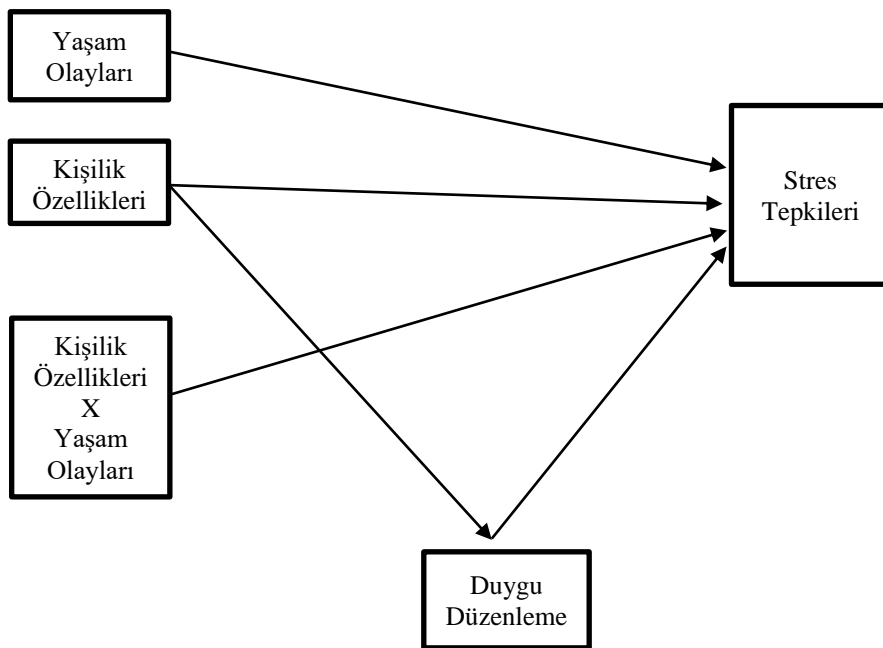 Yaşam
Olayları
Kişilik
Özellikleri
Stres
Tepkileri
Kişilik
Özellikleri
X
Yaşam
Olayları
Duygu
Düzenleme